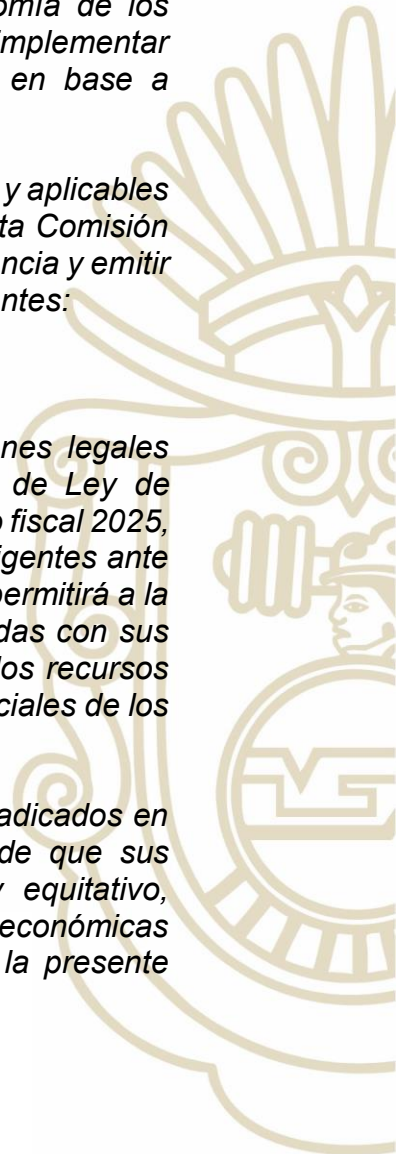 omía de los
implementar
en base a
y aplicables
ta Comisión
ncia y emitir
ntes:
nes legales
de Ley de
o fiscal 2025,
igentes ante
permitirá a la
das con sus
los recursos
ciales de los
adicados en
de que sus
equitativo,
económicas
la presente